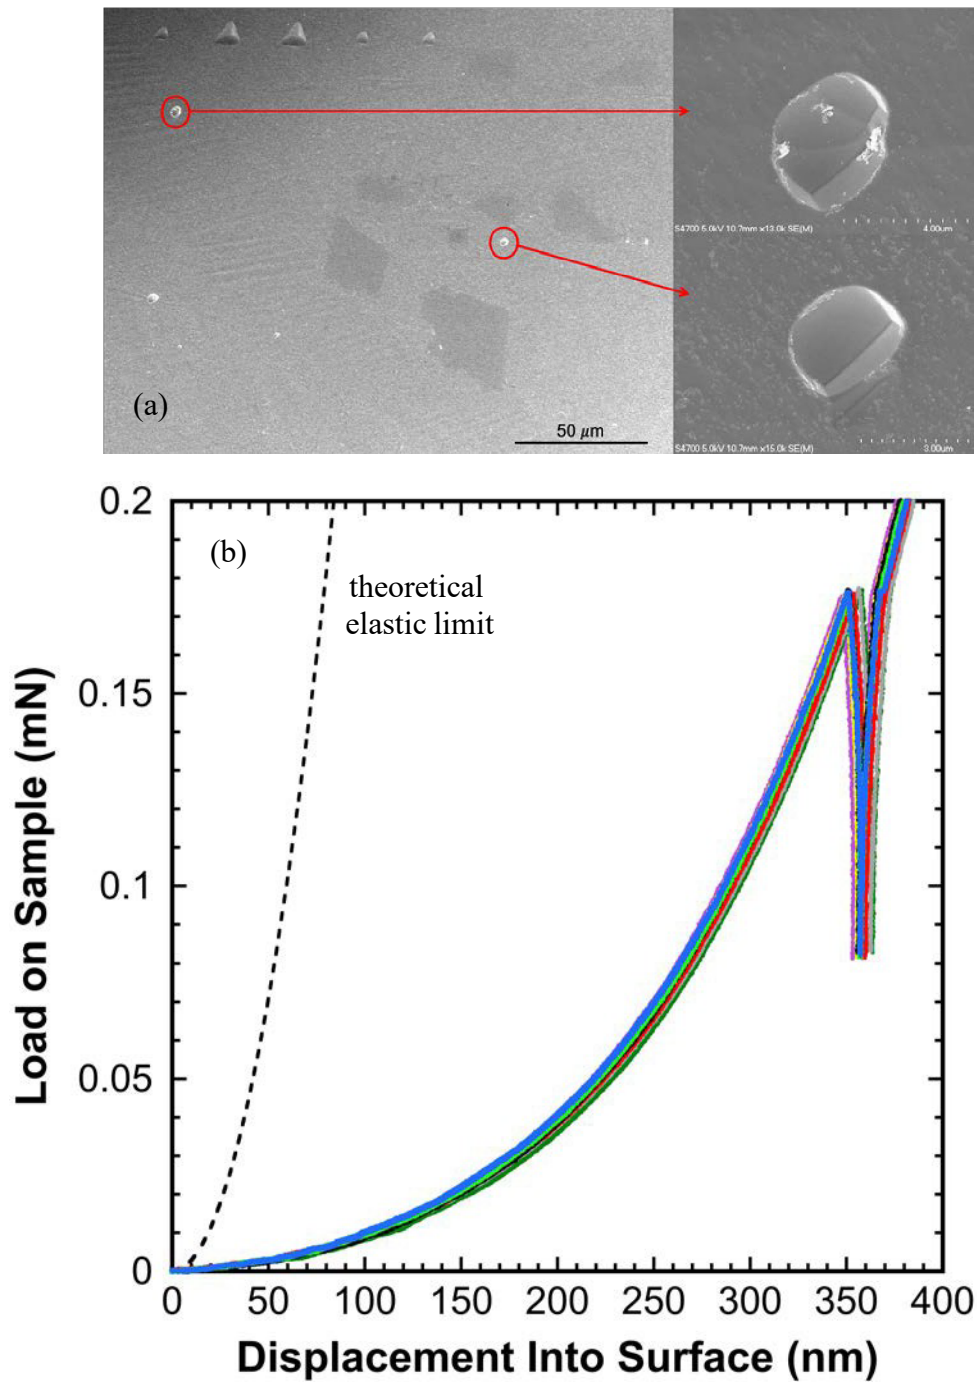 S4700 5.0kV 10.7mm x13.0k SE(M)
4.00um
(a)
50 μm
S4700 5.0kV 10.7mm x15.0k SE(M)
3.00um
0.2
(b)
theoretical
elastic limit
0.15
0.1
0.05
0
Load on Sample (mN)
0 50 100 150 200 250 300 350 400
Displacement Into Surface (nm)